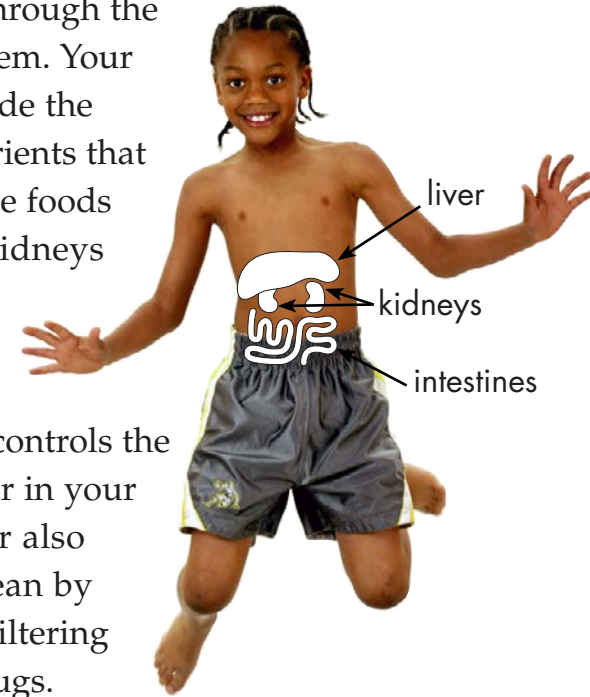 hrough the
em. Your
de the
rients that
e foods
idneys
controls the
r in your
r also
ean by
iltering
ugs.
liver
kidneys
intestines